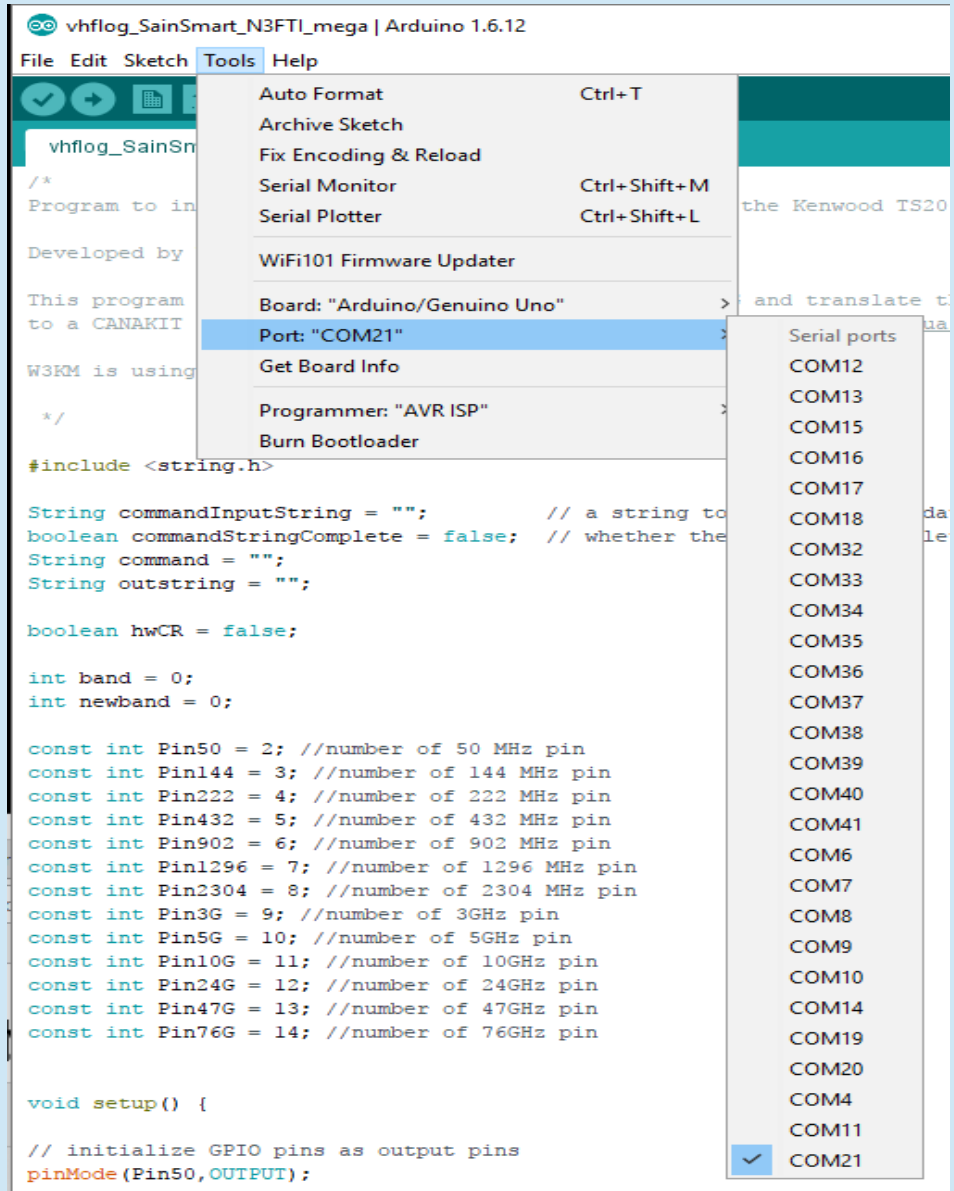 vhflog_SainSmart_N3FTI_mega | Arduino 1.6.12
File Edit Sketch Tools Help
Auto Format Ctrl+T
Archive Sketch
Fix Encoding & Reload
Serial Monitor Ctrl+Shift+M
Serial Plotter Ctrl+Shift+L
WiFi101 Firmware Updater
Board: "Arduino/Genuino Uno" >
Port: "COM21" >
Get Board Info
Programmer: "AVR ISP" >
Burn Bootloader
Serial ports
COM12
COM13
COM15
COM16
COM17
COM18
COM32
COM33
COM34
COM35
COM36
COM37
COM38
COM39
COM40
COM41
COM6
COM7
COM8
COM9
COM10
COM14
COM19
COM20
COM4
COM11
COM21
vhflog_SainSm
/*
Program to in the Kenwood TS20
Developed by
This program and translate t
to a CANAKIT ua
W3KM is using
*/
#include <string.h>
String commandInputString = ""; // a string to da
boolean commandStringComplete = false; // whether the le
String command = "";
String outstring = "";
boolean hwCR = false;
int band = 0;
int newband = 0;
const int Pin50 = 2; //number of 50 MHz pin
const int Pin144 = 3; //number of 144 MHz pin
const int Pin222 = 4; //number of 222 MHz pin
const int Pin432 = 5; //number of 432 MHz pin
const int Pin902 = 6; //number of 902 MHz pin
const int Pin1296 = 7; //number of 1296 MHz pin
const int Pin2304 = 8; //number of 2304 MHz pin
const int Pin3G = 9; //number of 3GHz pin
const int Pin5G = 10; //number of 5GHz pin
const int Pin10G = 11; //number of 10GHz pin
const int Pin24G = 12; //number of 24GHz pin
const int Pin47G = 13; //number of 47GHz pin
const int Pin76G = 14; //number of 76GHz pin
void setup() {
// initialize GPIO pins as output pins
pinMode(Pin50,OUTPUT);